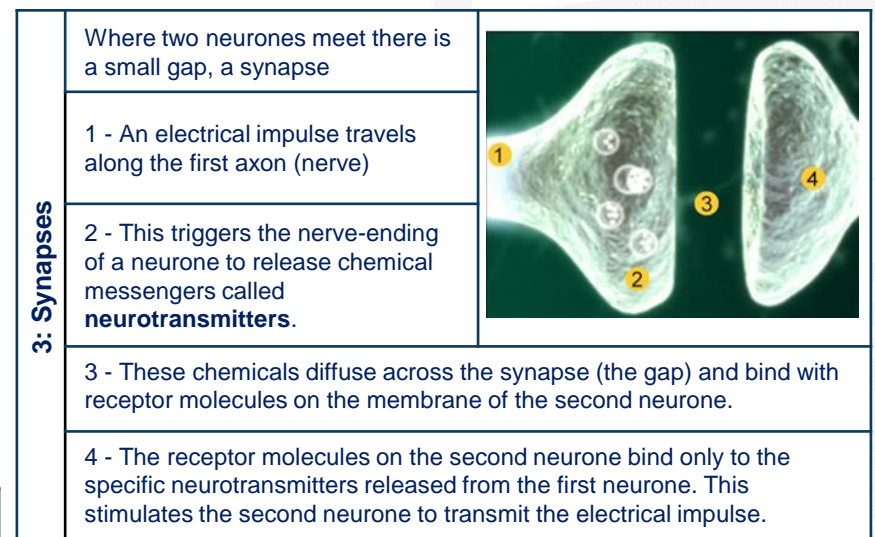 3: Synapses
Where two neurones meet there is
a small gap, a synapse
1 - An electrical impulse travels
along the first axon (nerve)
2 - This triggers the nerve-ending
of a neurone to release chemical
messengers called
neurotransmitters.
1
2
3
4
3 - These chemicals diffuse across the synapse (the gap) and bind with
receptor molecules on the membrane of the second neurone.
4 - The receptor molecules on the second neurone bind only to the
specific neurotransmitters released from the first neurone. This
stimulates the second neurone to transmit the electrical impulse.